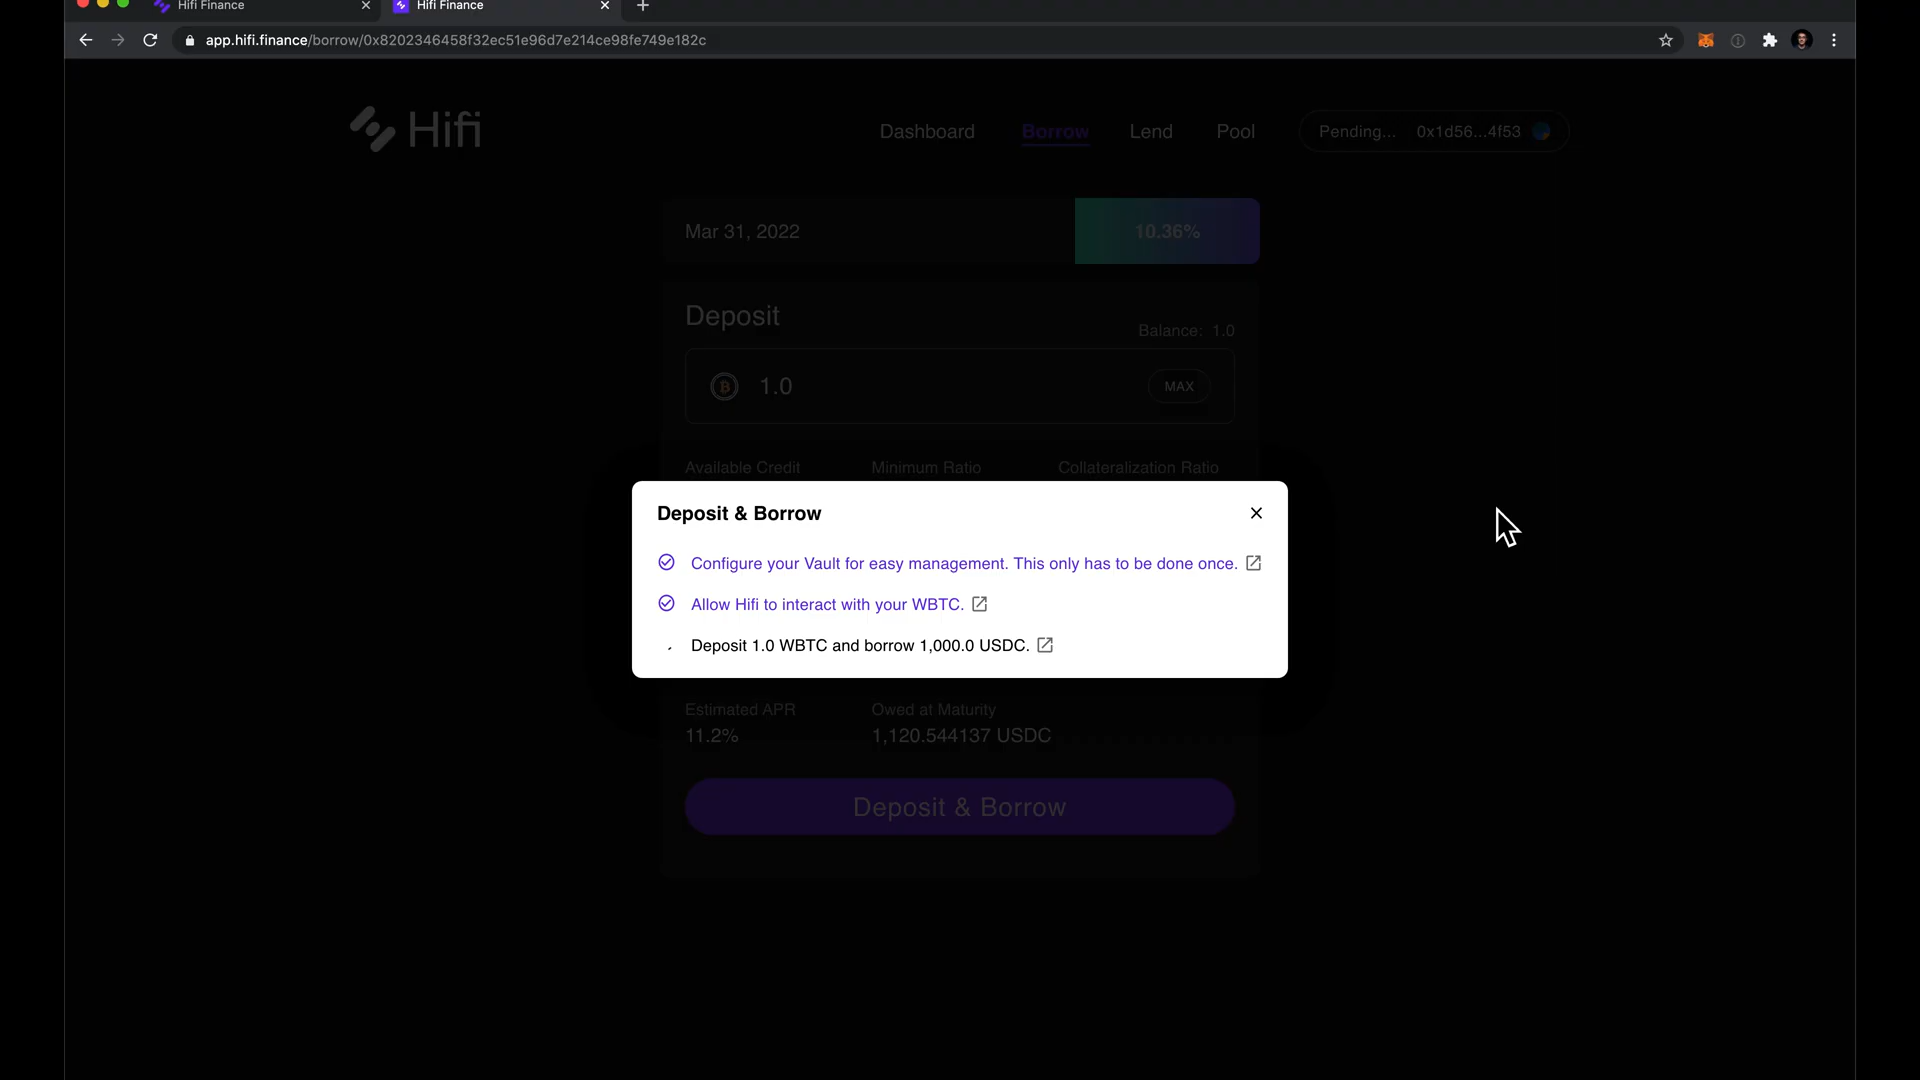 Hifi Finance
Hifi Finance
app.hifi.finance/borrow/0x8202346458f32ec51e96d7e214ce98fe749e182c
Hifi
Dashboard
Borrow
Lend
Pool
Pending...
0x1d56...4f53
Mar 31, 2022
10.36%
Deposit
Balance: 1.0
1.0
MAX
Available Credit
Minimum Ratio
Collateralization Ratio
Deposit & Borrow
Configure your Vault for easy management. This only has to be done once.
Allow Hifi to interact with your WBTC.
Deposit 1.0 WBTC and borrow 1,000.0 USDC.
Estimated APR
Owed at Maturity
11.2%
1,120.544137 USDC
Deposit & Borrow